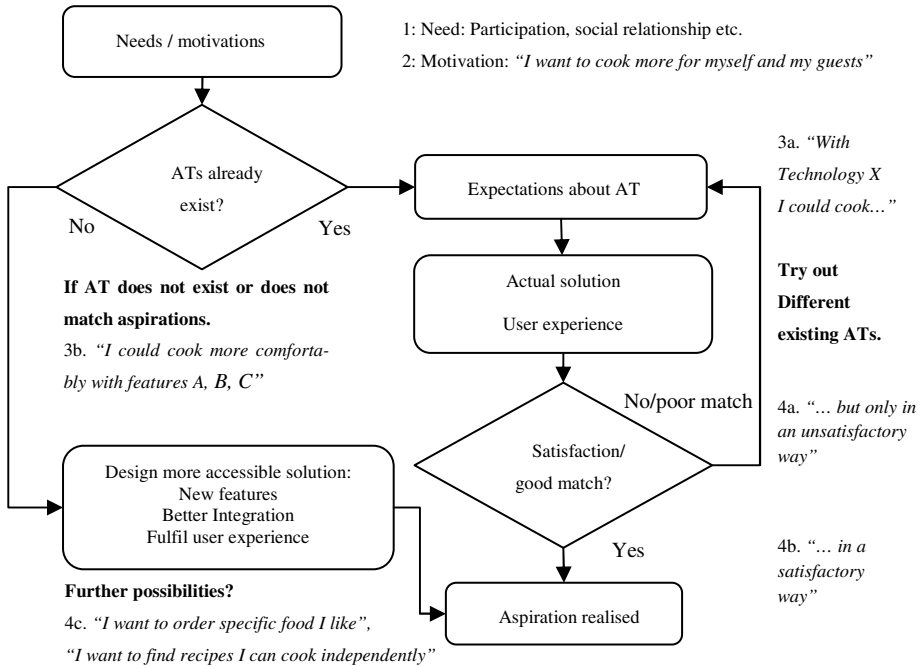 Needs / motivations
1: Need: Participation, social relationship etc.
2: Motivation: “I want to cook more for myself and my guests”
ATs already
exist?
No
Yes
Expectations about AT
3a. “With
Technology X
I could cook…”
Actual solution
User experience
Try out
Different
existing ATs.
If AT does not exist or does not
match aspirations.
3b. “I could cook more comforta-
bly with features A, B, C”
No/poor match
Satisfaction/
good match?
4a. “… but only in
an unsatisfactory
way”
Design more accessible solution:
New features
Better Integration
Fulfil user experience
Yes
4b. “… in a
satisfactory
way”
Aspiration realised
Further possibilities?
4c. “I want to order specific food I like”,
“I want to find recipes I can cook independently”